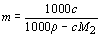 m = 1000c / (1000ρ − cM₂)